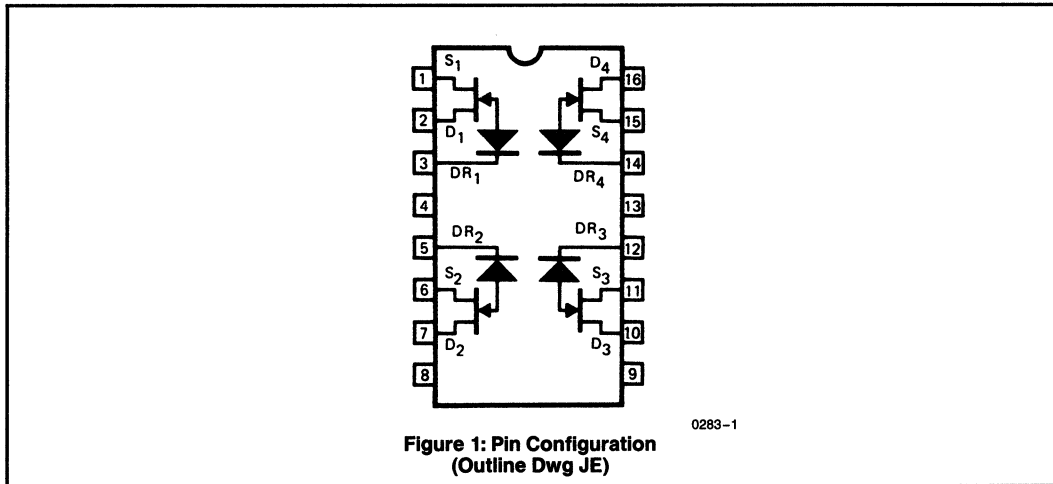 S1 D4
1 16
2 15
D1 S4
3 14
DR1 DR4
4 13
DR2 DR3
5 12
S2 S3
6 11
7 10
D2 D3
8 9
0283-1
Figure 1: Pin Configuration
(Outline Dwg JE)